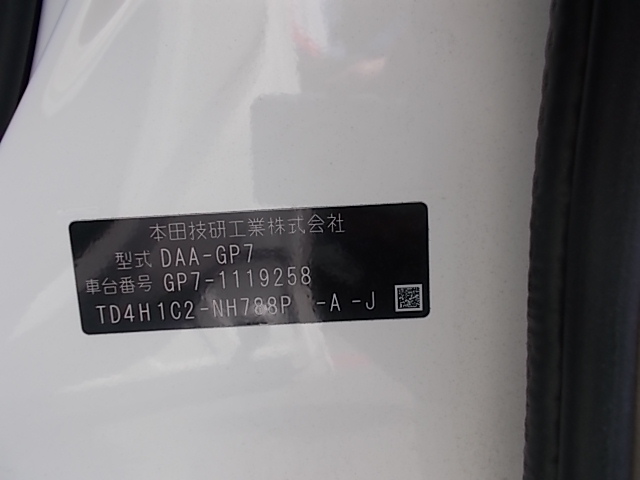 本田技研工業株式会社
型式 DAA-GP7
車台番号 GP7-1119258
TD4H1C2-NH788P -A -J